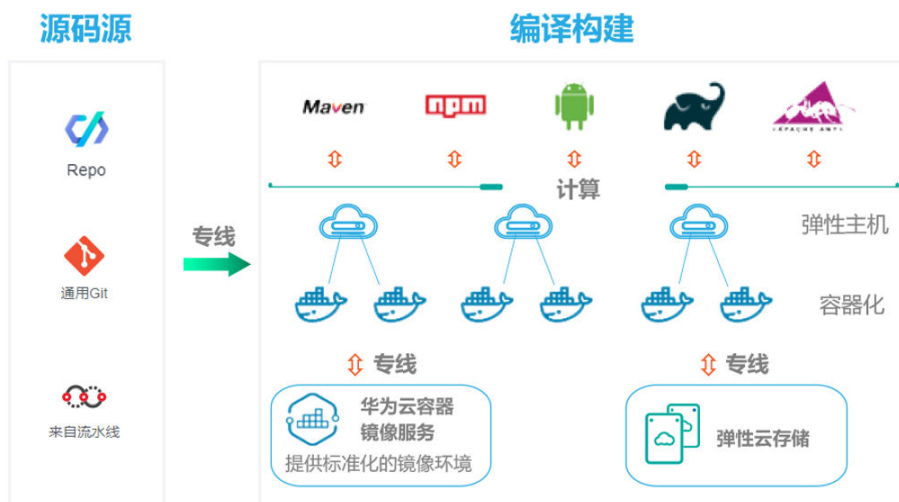 源码源
编译构建
Repo
通用Git
来自流水线
专线
Maven
npm
APACHE ANT
计算
弹性主机
容器化
专线
专线
华为云容器
镜像服务
提供标准化的镜像环境
弹性云存储